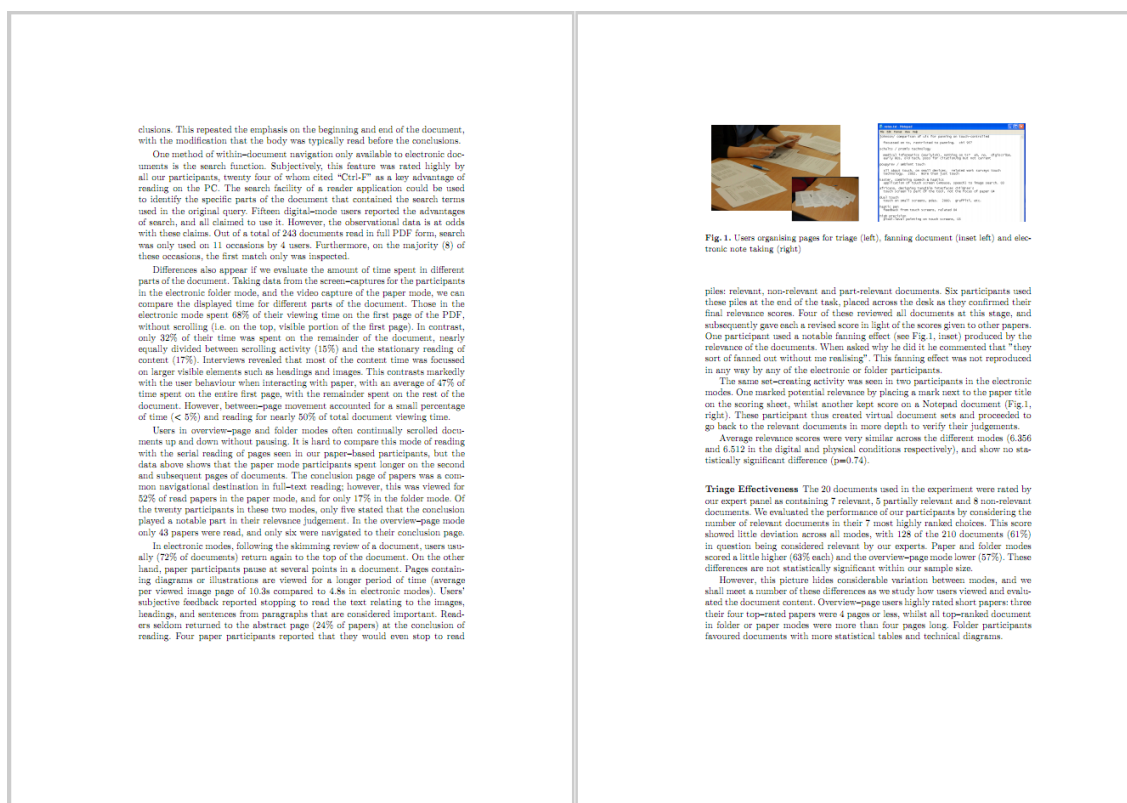 clusions. This repeated the emphasis on the beginning and end of the document,
with the modification that the body was typically read before the conclusions.
One method of within–document navigation only available to electronic doc-
uments is the search function. Subjectively, this feature was rated highly by
all our participants, twenty four of whom cited “Ctrl-F” as a key advantage of
reading on the PC. The search facility of a reader application could be used
to identify the specific parts of the document that contained the search terms
used in the original query. Fifteen digital–mode users reported the advantages
of search, and all claimed to use it. However, the observational data is at odds
with these claims. Out of a total of 243 documents read in full PDF form, search
was only used on 11 occasions by 4 users. Furthermore, on the majority (8) of
these occasions, the first match only was inspected.
Differences also appear if we evaluate the amount of time spent in different
parts of the document. Taking data from the screen–captures for the participants
in the electronic folder mode, and the video capture of the paper mode, we can
compare the displayed time for different parts of the document. Those in the
electronic mode spent 68% of their viewing time on the first page of the PDF,
without scrolling (i.e. on the top, visible portion of the first page). In contrast,
only 32% of their time was spent on the remainder of the document, nearly
equally divided between scrolling activity (15%) and the stationary reading of
content (17%). Interviews revealed that most of the content time was focussed
on larger visible elements such as headings and images. This contrasts markedly
with the user behaviour when interacting with paper, with an average of 47% of
time spent on the entire first page, with the remainder spent on the rest of the
document. However, between–page movement accounted for a small percentage
of time (< 5%) and reading for nearly 50% of total document viewing time.
Users in overview–page and folder modes often continually scrolled docu-
ments up and down without pausing. It is hard to compare this mode of reading
with the serial reading of pages seen in our paper–based participants, but the
data above shows that the paper mode participants spent longer on the second
and subsequent pages of documents. The conclusion page of papers was a com-
mon navigational destination in full–text reading; however, this was viewed for
52% of read papers in the paper mode, and for only 17% in the folder mode. Of
the twenty participants in these two modes, only five stated that the conclusion
played a notable part in their relevance judgement. In the overview–page mode
only 43 papers were read, and only six were navigated to their conclusion page.
In electronic modes, following the skimming review of a document, users usu-
ally (72% of documents) return again to the top of the document. On the other
hand, paper participants pause at several points in a document. Pages contain-
ing diagrams or illustrations are viewed for a longer period of time (average
per viewed image page of 10.3s compared to 4.8s in electronic modes). Users’
subjective feedback reported stopping to read the text relating to the images,
headings, and sentences from paragraphs that are considered important. Read-
ers seldom returned to the abstract page (24% of papers) at the conclusion of
reading. Four paper participants reported that they would even stop to read
Fig. 1. Users organising pages for triage (left), fanning document (inset left) and elec-
tronic note taking (right)
piles: relevant, non-relevant and part-relevant documents. Six participants used
these piles at the end of the task, placed across the desk as they confirmed their
final relevance scores. Four of these reviewed all documents at this stage, and
subsequently gave each a revised score in light of the scores given to other papers.
One participant used a notable fanning effect (see Fig.1, inset) produced by the
relevance of the documents. When asked why he did it he commented that ”they
sort of fanned out without me realising”. This fanning effect was not reproduced
in any way by any of the electronic or folder participants.
The same set–creating activity was seen in two participants in the electronic
modes. One marked potential relevance by placing a mark next to the paper title
on the scoring sheet, whilst another kept score on a Notepad document (Fig.1,
right). These participant thus created virtual document sets and proceeded to
go back to the relevant documents in more depth to verify their judgements.
Average relevance scores were very similar across the different modes (6.356
and 6.512 in the digital and physical conditions respectively), and show no sta-
tistically significant difference (p=0.74).
Triage Effectiveness The 20 documents used in the experiment were rated by
our expert panel as containing 7 relevant, 5 partially relevant and 8 non-relevant
documents. We evaluated the performance of our participants by considering the
number of relevant documents in their 7 most highly ranked choices. This score
showed little deviation across all modes, with 128 of the 210 documents (61%)
in question being considered relevant by our experts. Paper and folder modes
scored a little higher (63% each) and the overview–page mode lower (57%). These
differences are not statistically significant within our sample size.
However, this picture hides considerable variation between modes, and we
shall meet a number of these differences as we study how users viewed and evalu-
ated the document content. Overview–page users highly rated short papers: three
their four top–rated papers were 4 pages or less, whilst all top–ranked document
in folder or paper modes were more than four pages long. Folder participants
favoured documents with more statistical tables and technical diagrams.